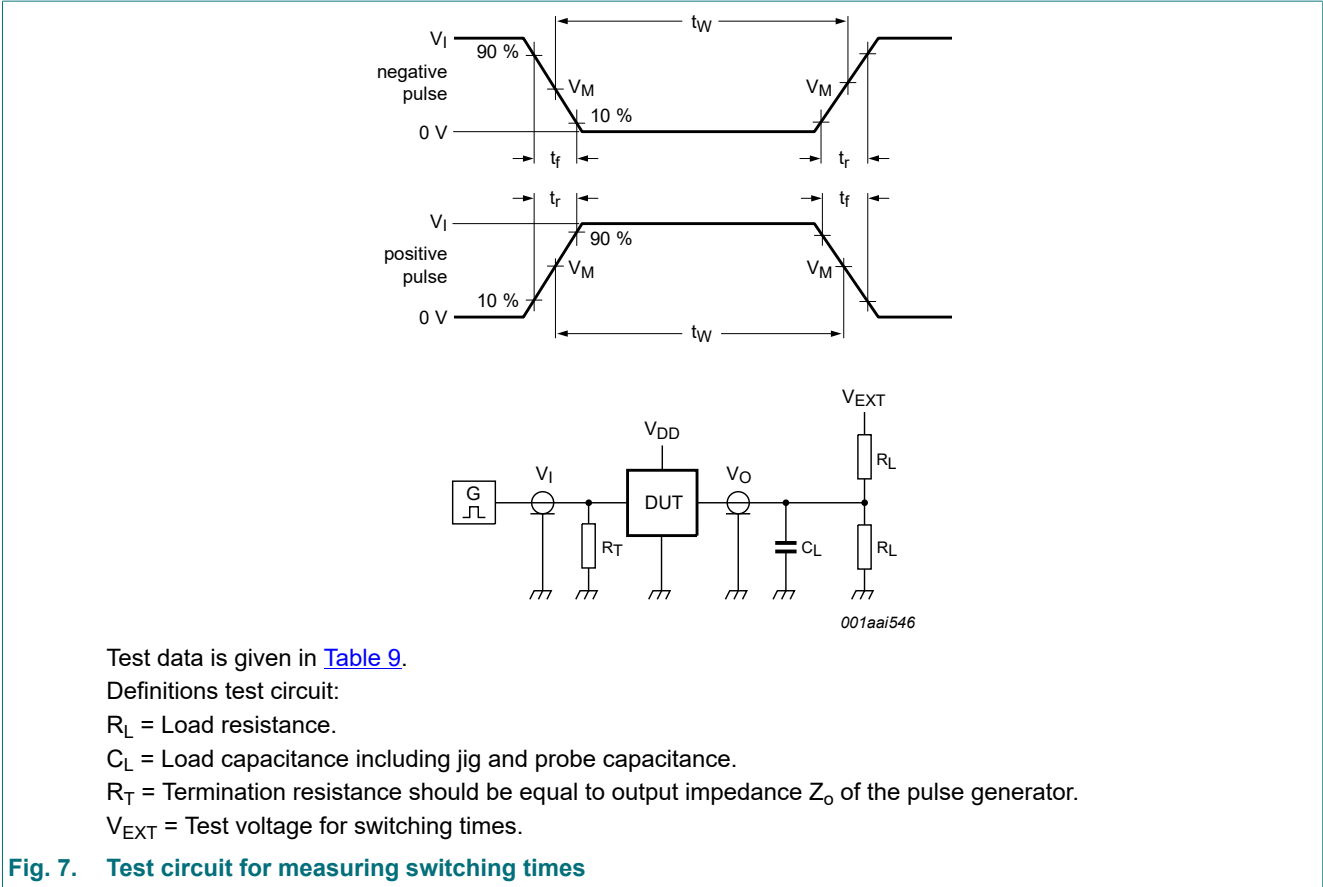 t_W
V_I
90 %
negative
pulse
V_M
V_M
10 %
0 V
t_f
t_r
t_r
t_f
V_I
90 %
positive
pulse
V_M
V_M
10 %
0 V
t_W
V_EXT
V_DD
R_L
V_I
V_O
G
DUT
R_T
C_L
R_L
001aai546
Test data is given in Table 9.
Definitions test circuit:
R_L = Load resistance.
C_L = Load capacitance including jig and probe capacitance.
R_T = Termination resistance should be equal to output impedance Z_o of the pulse generator.
V_EXT = Test voltage for switching times.
Fig. 7. Test circuit for measuring switching times